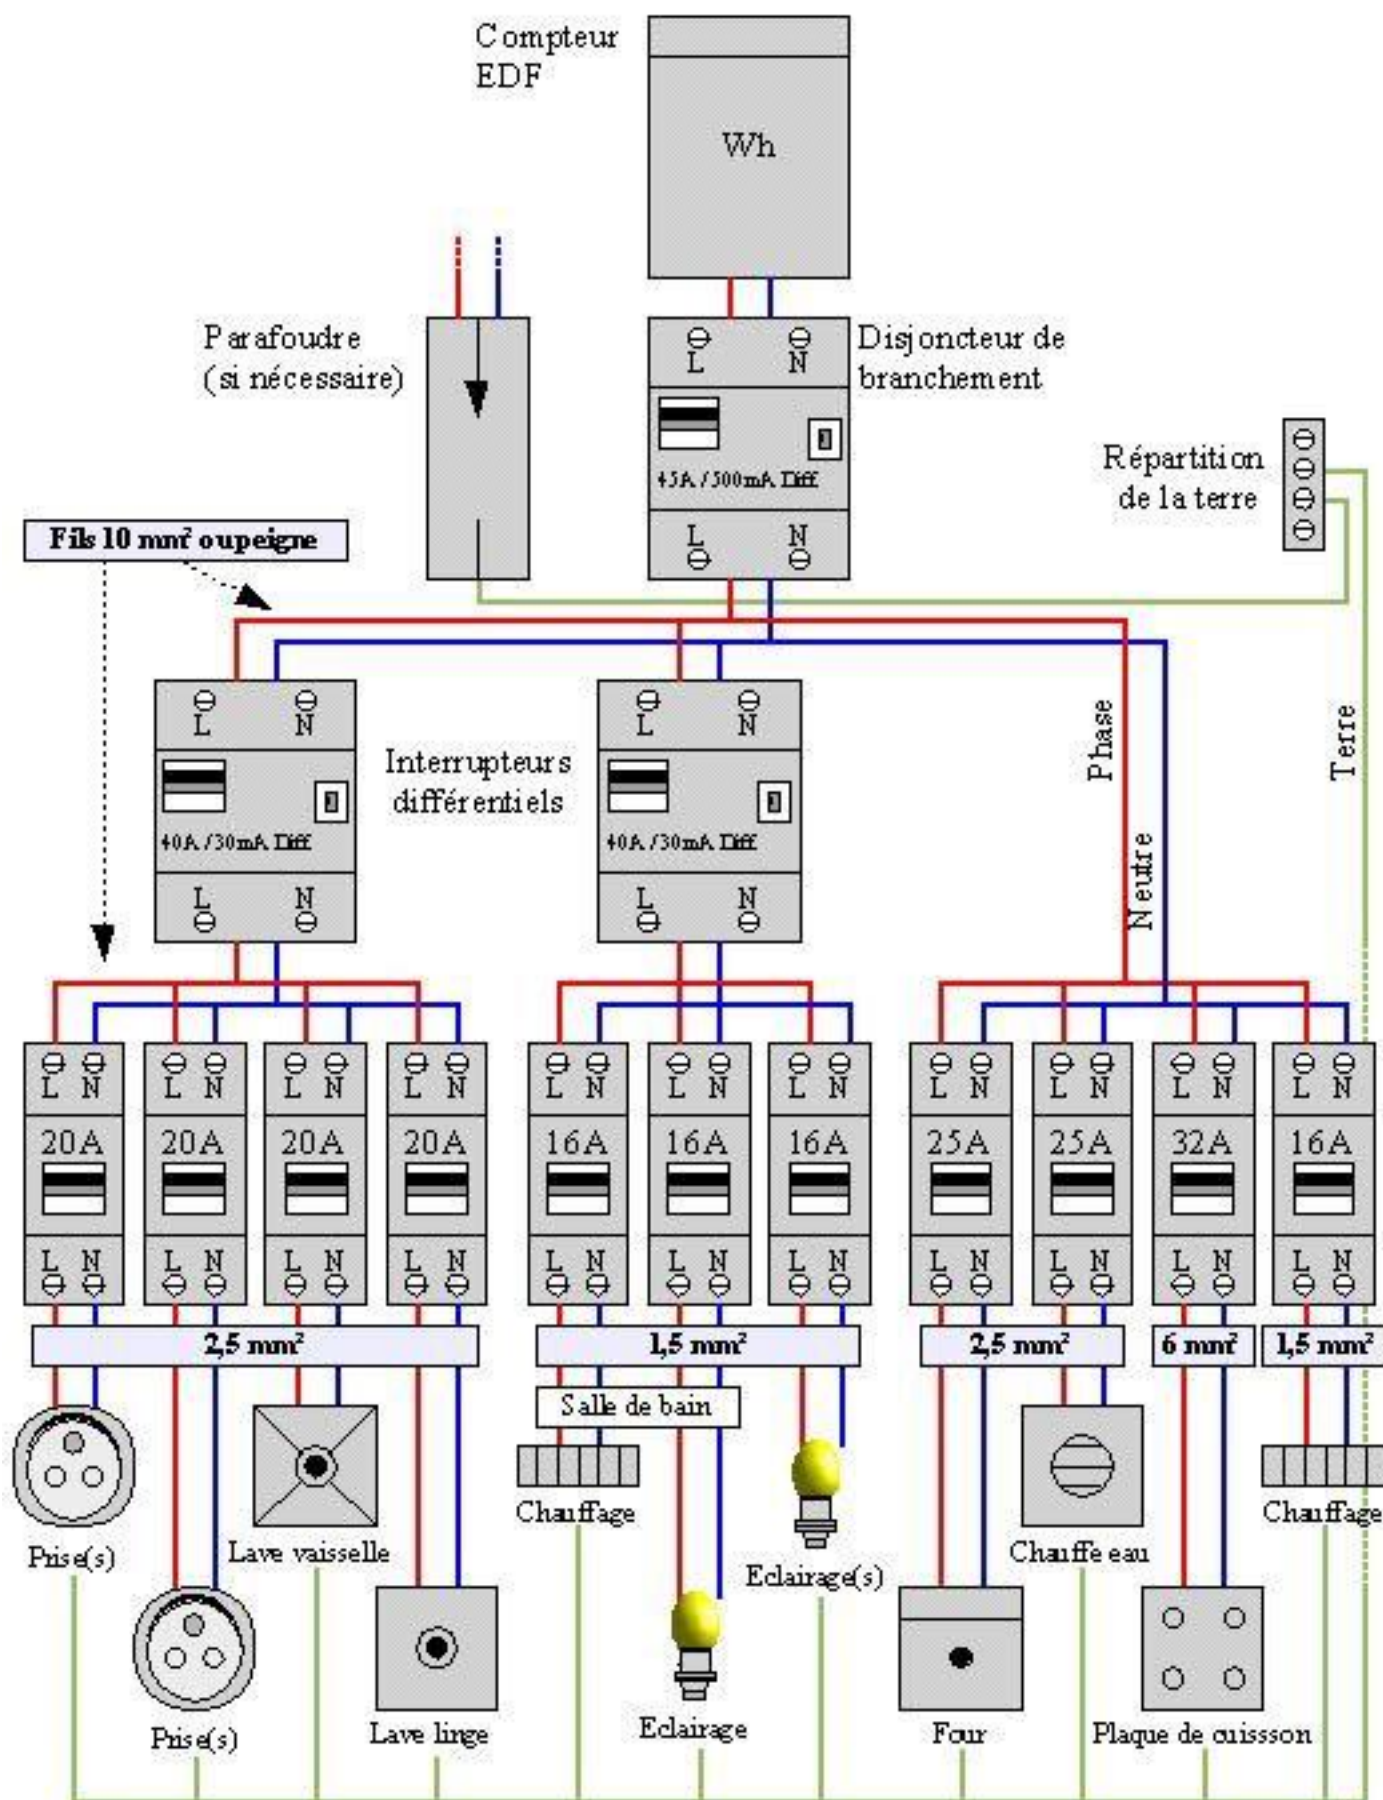 Compteur
EDF
Wh
Parafoudre
(si nécessaire)
L N
Disjoncteur de
branchement
45A /500mA Diff.
L N
Répartition
de la terre
Fils 10 mm² ou peigne
L N
L N
Interrupteurs
différentiels
40A /30mA Diff.
40A /30mA Diff.
L N
L N
Phase
Neutre
Terre
L N L N L N L N L N L N L N L N L N L N L N
20A 20A 20A 20A 16A 16A 16A 25A 25A 32A 16A
L N L N L N L N L N L N L N L N L N L N L N
2,5 mm² 1,5 mm² 2,5 mm² 6 mm² 1,5 mm²
Salle de bain
Chauffage
Chauffage
Prise(s)
Lave vaisselle
Eclairage(s)
Chauffe eau
Prise(s)
Lave linge
Eclairage
Four
Plaque de cuissson